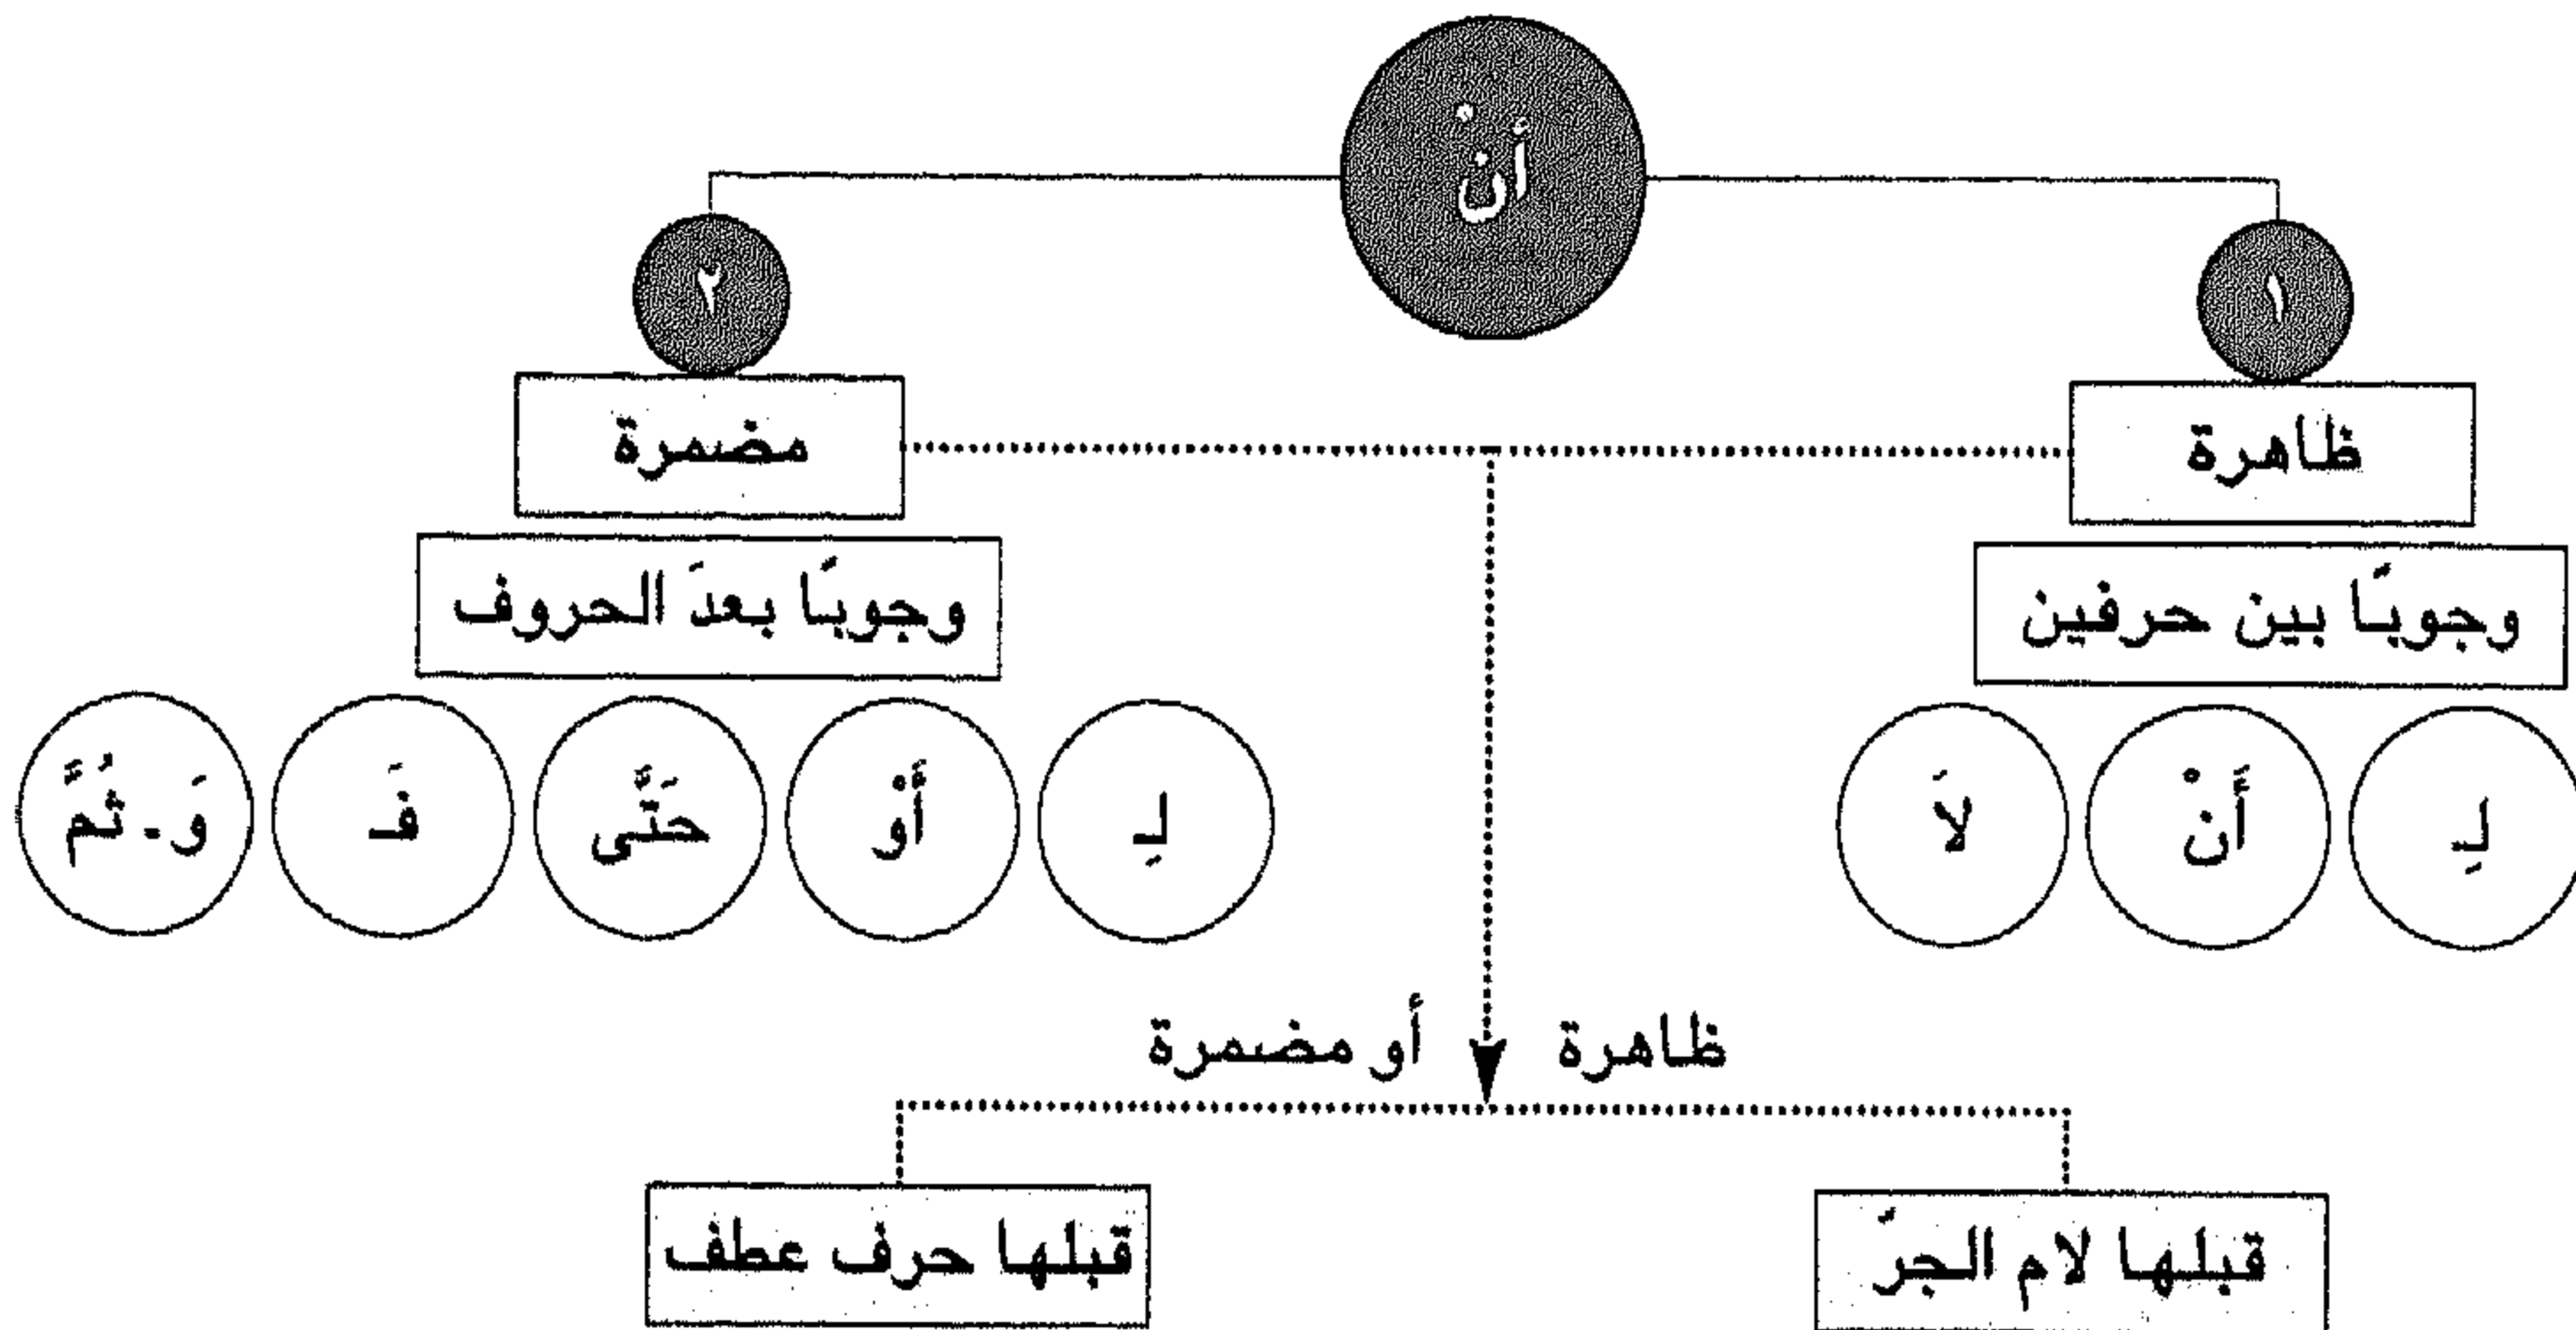 أنْ
١
٢
ظاهرة
مضمرة
وجوبًا بين حرفين
وجوبًا بعدَ الحروف
لِـ
أَنْ
لاَ
لِـ
أَوْ
حَتَّى
فَـ
وَ - ثُمَّ
ظاهرة أو مضمرة
قبلها لام الجرّ
قبلها حرف عطف